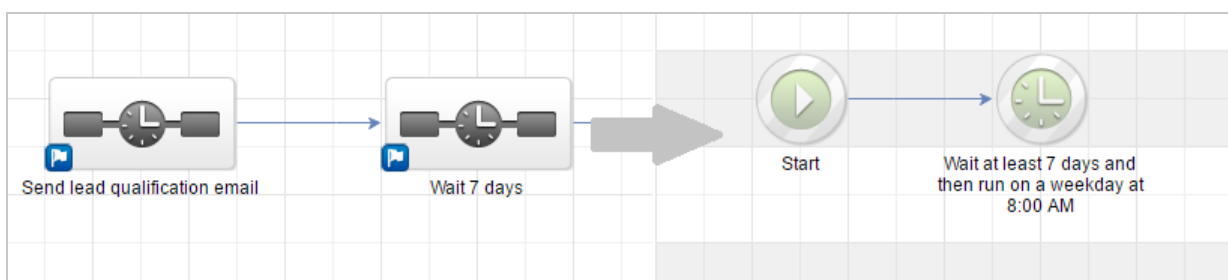 Send lead qualification email
Wait 7 days
Start
Wait at least 7 days and
then run on a weekday at
8:00 AM